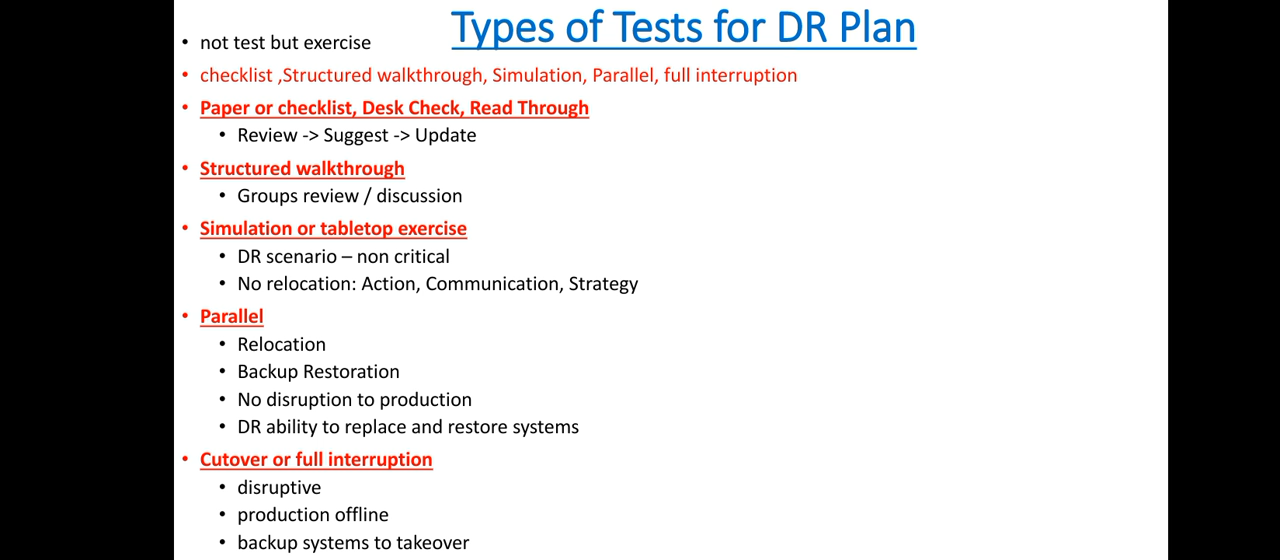 Types of Tests for DR Plan
• not test but exercise
• checklist ,Structured walkthrough, Simulation, Parallel, full interruption
• Paper or checklist, Desk Check, Read Through
• Review -> Suggest -> Update
• Structured walkthrough
• Groups review / discussion
• Simulation or tabletop exercise
• DR scenario – non critical
• No relocation: Action, Communication, Strategy
• Parallel
• Relocation
• Backup Restoration
• No disruption to production
• DR ability to replace and restore systems
• Cutover or full interruption
• disruptive
• production offline
• backup systems to takeover